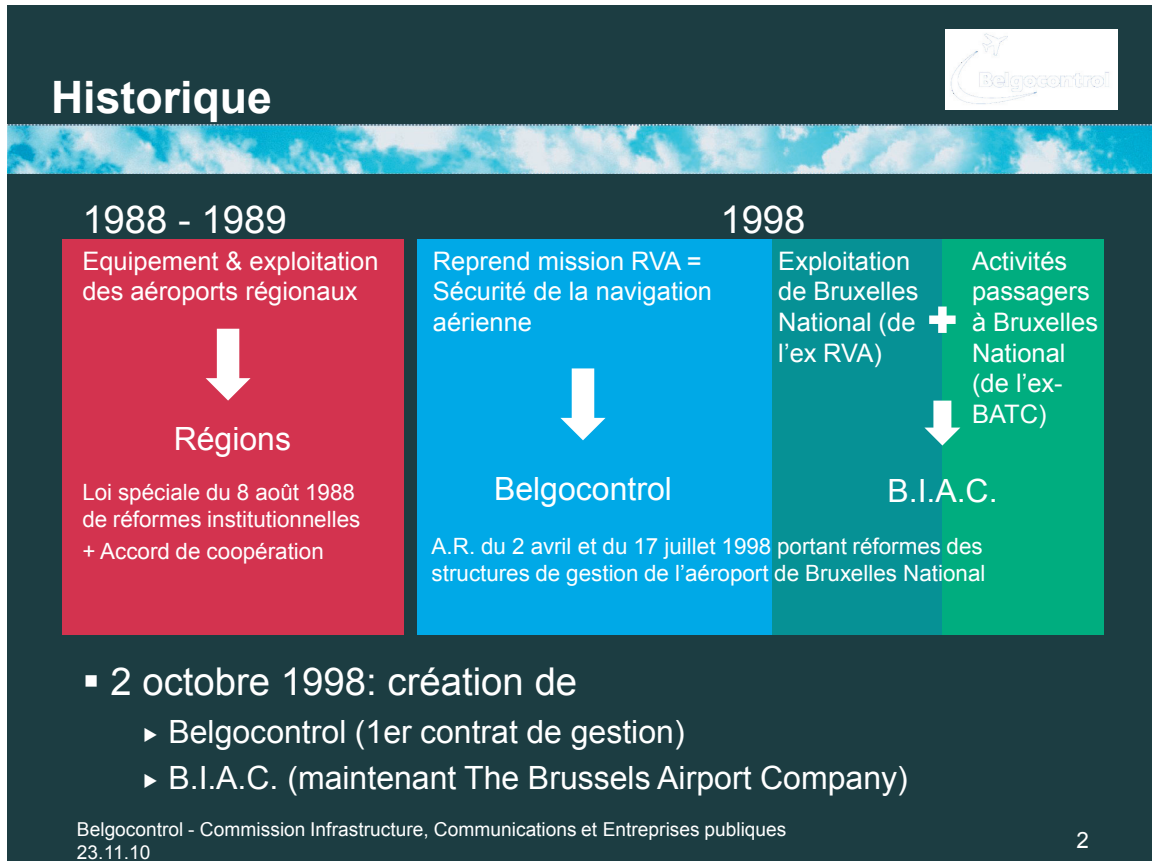 Belgocontrol
Historique
1988 - 1989
Equipement & exploitation
des aéroports régionaux
Régions
Loi spéciale du 8 août 1988
de réformes institutionnelles
+ Accord de coopération
1998
Reprend mission RVA =
Sécurité de la navigation
aérienne
Belgocontrol
Exploitation
de Bruxelles
National (de
l’ex RVA)
Activités
passagers
à Bruxelles
National
(de l’ex-
BATC)
B.I.A.C.
A.R. du 2 avril et du 17 juillet 1998 portant réformes des
structures de gestion de l’aéroport de Bruxelles National
▪ 2 octobre 1998: création de
▸ Belgocontrol (1er contrat de gestion)
▸ B.I.A.C. (maintenant The Brussels Airport Company)
Belgocontrol - Commission Infrastructure, Communications et Entreprises publiques
23.11.10
2